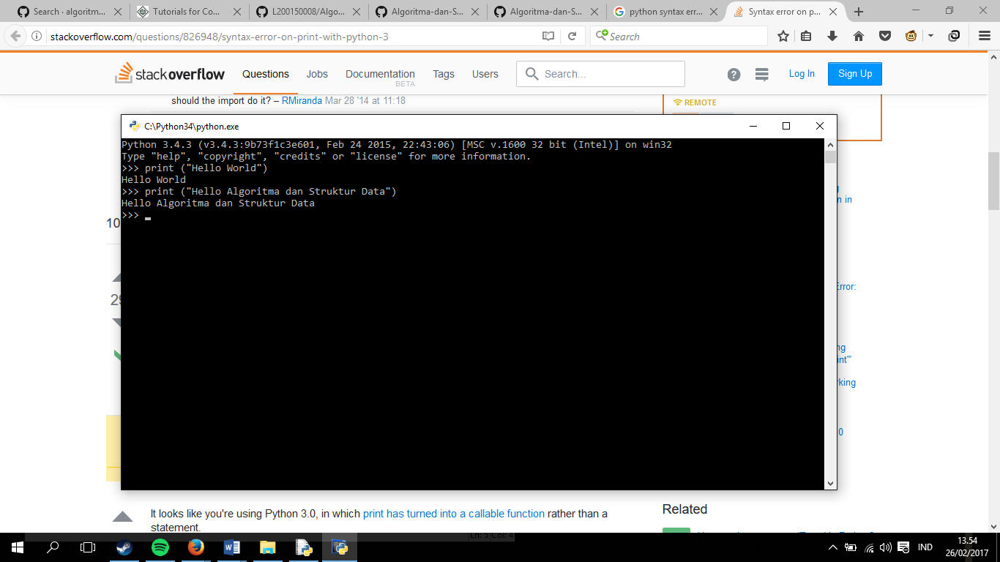 Search · algoritm...
Tutorials for Co...
L200150008/Algo...
Algoritma-dan-S...
Algoritma-dan-S...
python syntax err...
Syntax error on p...
stackoverflow.com/questions/826948/syntax-error-on-print-with-python-3
Search
stackoverflow
Questions
Jobs
Documentation
BETA
Tags
Users
Search...
Log In
Sign Up
should the import do it? – RMiranda Mar 28 '14 at 11:18
REMOTE
C:\Python34\python.exe
Python 3.4.3 (v3.4.3:9b73f1c3e601, Feb 24 2015, 22:43:06) [MSC v.1600 32 bit (Intel)] on win32
Type "help", "copyright", "credits" or "license" for more information.
>>> print ("Hello World")
Hello World
>>> print ("Hello Algoritma dan Struktur Data")
Hello Algoritma dan Struktur Data
>>>
n in
10
Error:
29
ng
int"'
rking
0
It looks like you're using Python 3.0, in which print has turned into a callable function rather than a
statement.
Related
Ln: 5 Col: 4
IND
13.54
26/02/2017